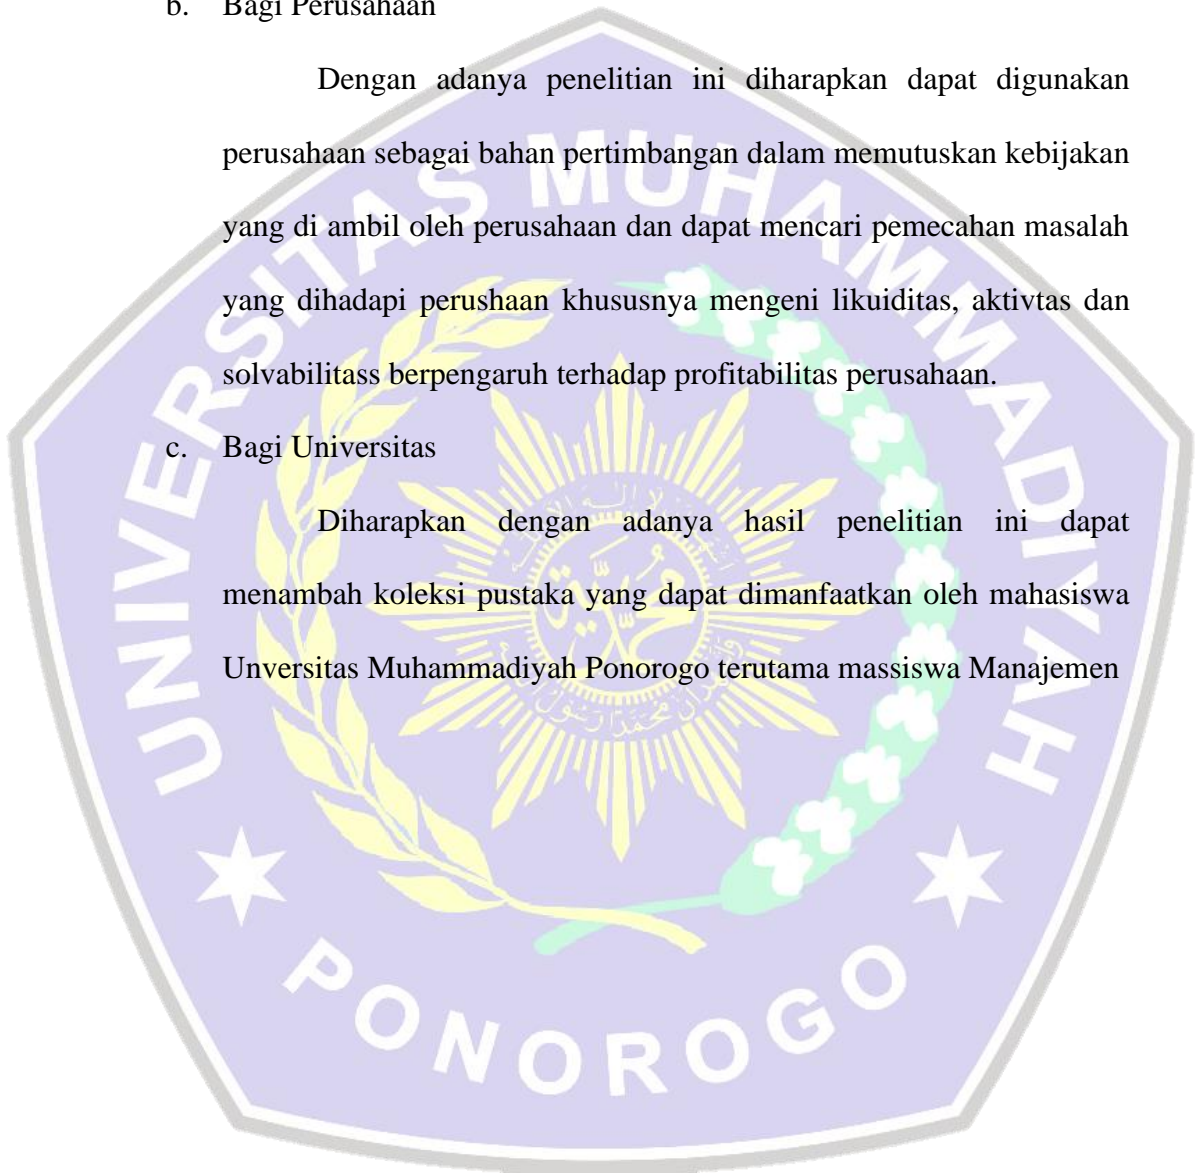 b. Bagi Perusahaan
Dengan adanya penelitian ini diharapkan dapat digunakan
perusahaan sebagai bahan pertimbangan dalam memutuskan kebijakan
yang di ambil oleh perusahaan dan dapat mencari pemecahan masalah
yang dihadapi perushaan khususnya mengeni likuiditas, aktivtas dan
solvabilitass berpengaruh terhadap profitabilitas perusahaan.
c. Bagi Universitas
Diharapkan dengan adanya hasil penelitian ini dapat
menambah koleksi pustaka yang dapat dimanfaatkan oleh mahasiswa
Unversitas Muhammadiyah Ponorogo terutama massiswa Manajemen
UNIVERSITAS MUHAMMADIYAH
PONOROGO
محمدية